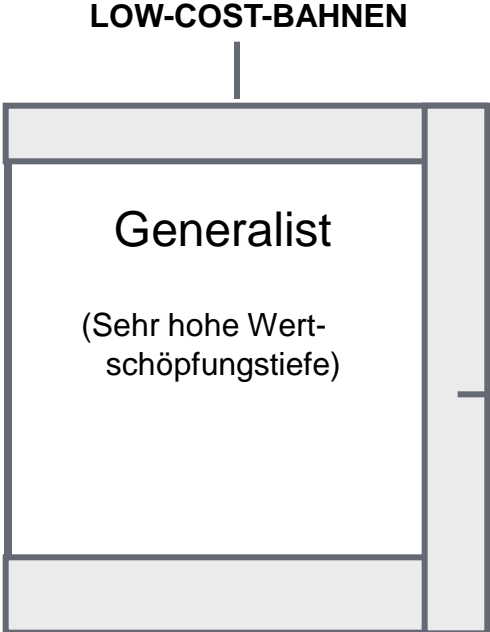 LOW-COST-BAHNEN
Generalist
(Sehr hohe Wert-
schöpfungstiefe)